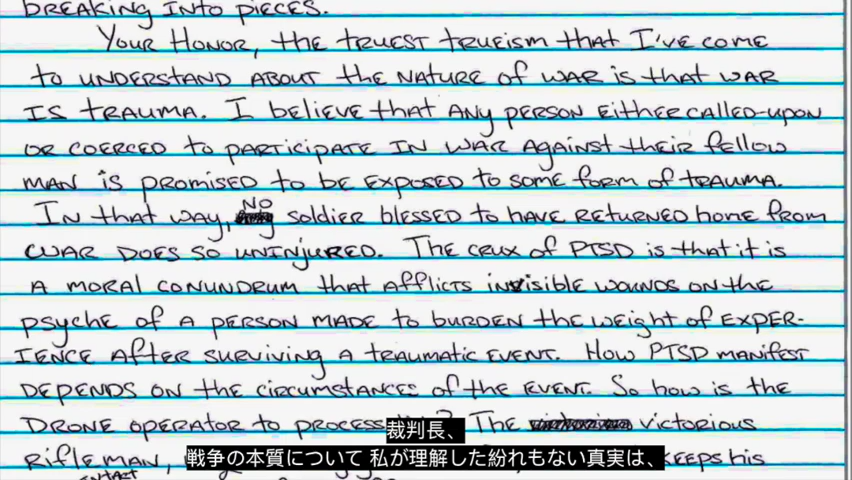 BREAKING INTO PIECES.
YOUR HONOR, THE TRUEST TRUEISM THAT I'VE COME
TO UNDERSTAND ABOUT THE NATURE OF WAR IS THAT WAR
IS TRAUMA. I BELIEVE THAT ANY PERSON EITHER CALLED-UPON
OR COERCED TO PARTICIPATE IN WAR AGAINST THEIR FELLOW
MAN IS PROMISED TO BE EXPOSED TO SOME FORM OF TRAUMA.
IN THAT WAY, NO SOLDIER BLESSED TO HAVE RETURNED HOME FROM
WAR DOES SO UNINJURED. THE CRUX OF PTSD IS THAT IT IS
A MORAL CONUNDRUM THAT AFFLICTS INVISIBLE WOUNDS ON THE
PSYCHE OF A PERSON MADE TO BURDEN THE WEIGHT OF EXPER-
IENCE AFTER SURVIVING A TRAUMATIC EVENT. HOW PTSD MANIFEST
DEPENDS ON THE CIRCUMSTANCES OF THE EVENT. SO HOW IS THE
DRONE OPERATOR TO PROCESS THE VICTORIOUS
RIFLEMAN, KEEPS HIS
裁判長、
戦争の本質について 私が理解した紛れもない真実は、